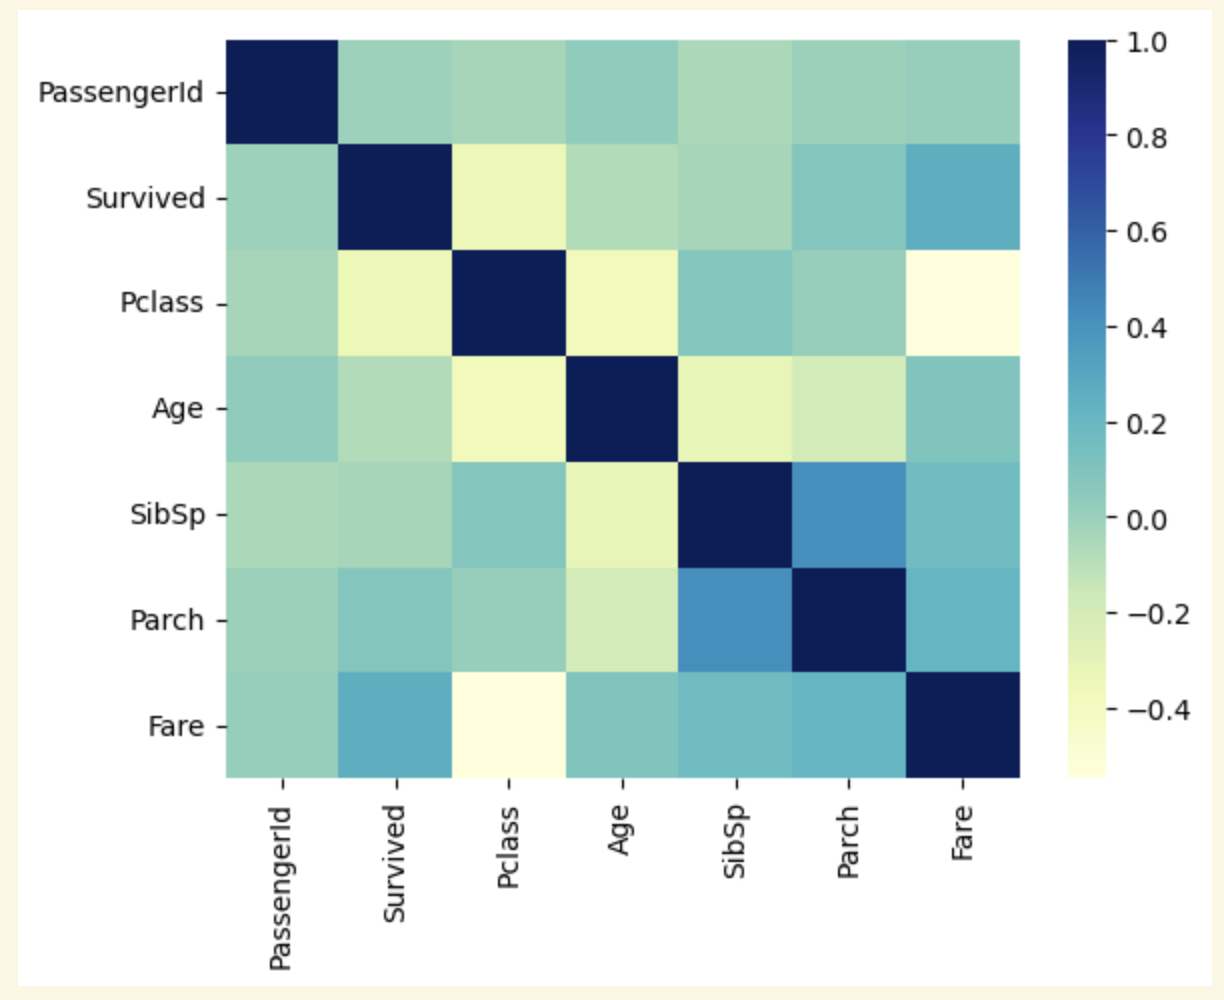 PassengerId
Survived
Pclass
Age
SibSp
Parch
Fare
PassengerId
Survived
Pclass
Age
SibSp
Parch
Fare
1.0
0.8
0.6
0.4
0.2
0.0
−0.2
−0.4